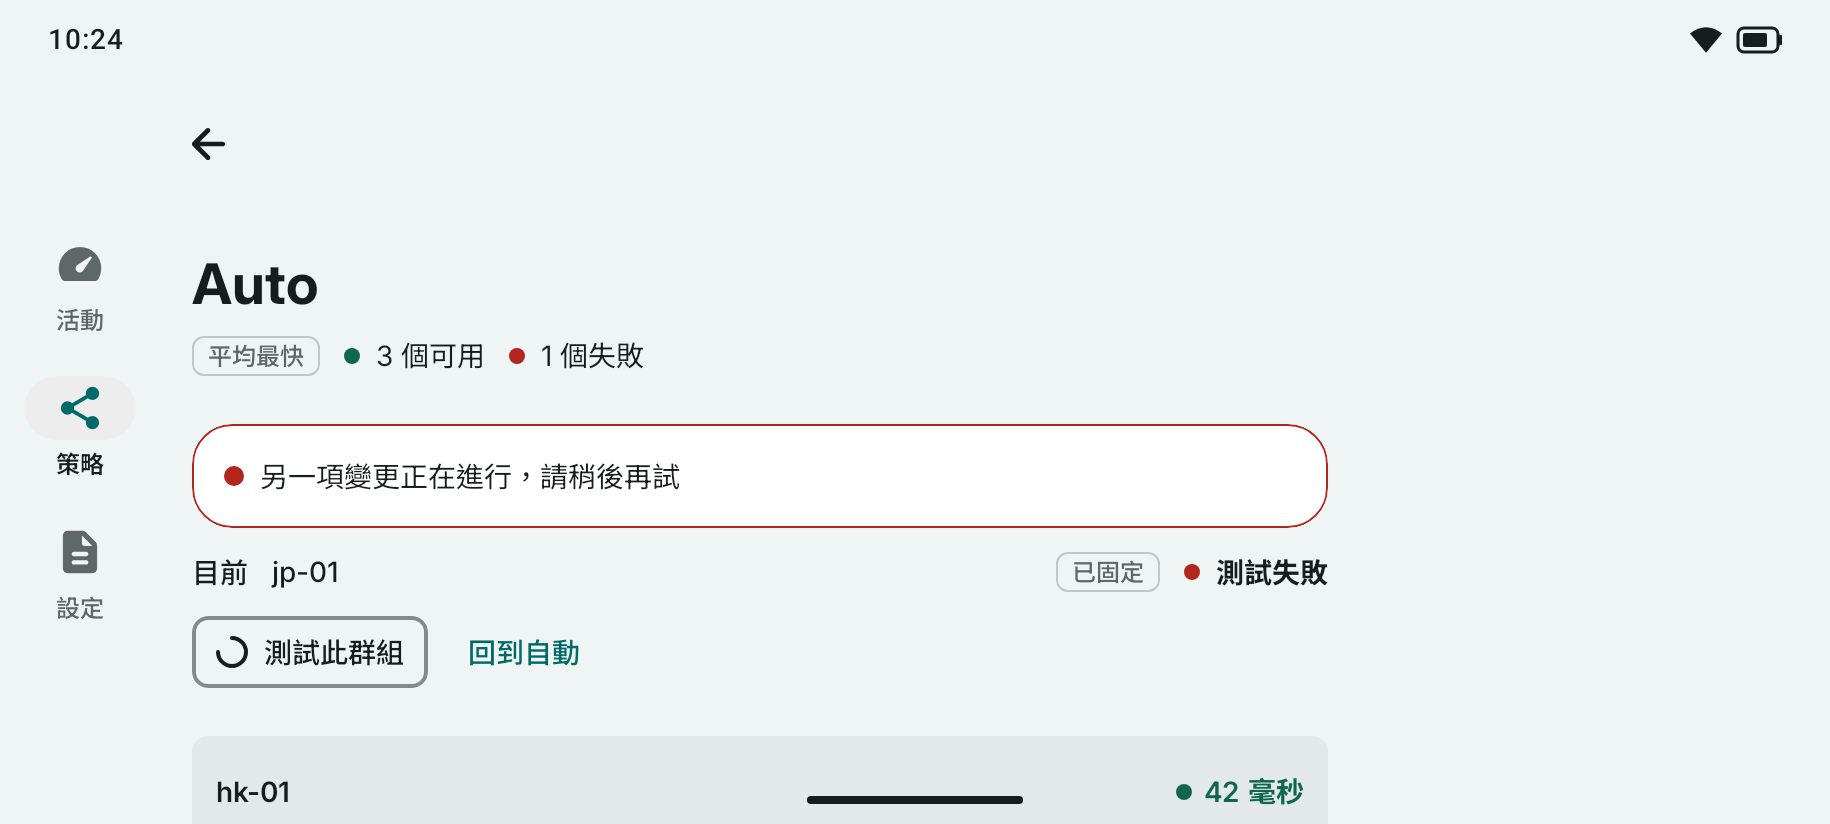 10:24
活動
策略
設定
Auto
平均最快 3 個可用 1 個失敗
另一項變更正在進行，請稍後再試
目前 jp-01 已固定 測試失敗
測試此群組 回到自動
hk-01 42 毫秒